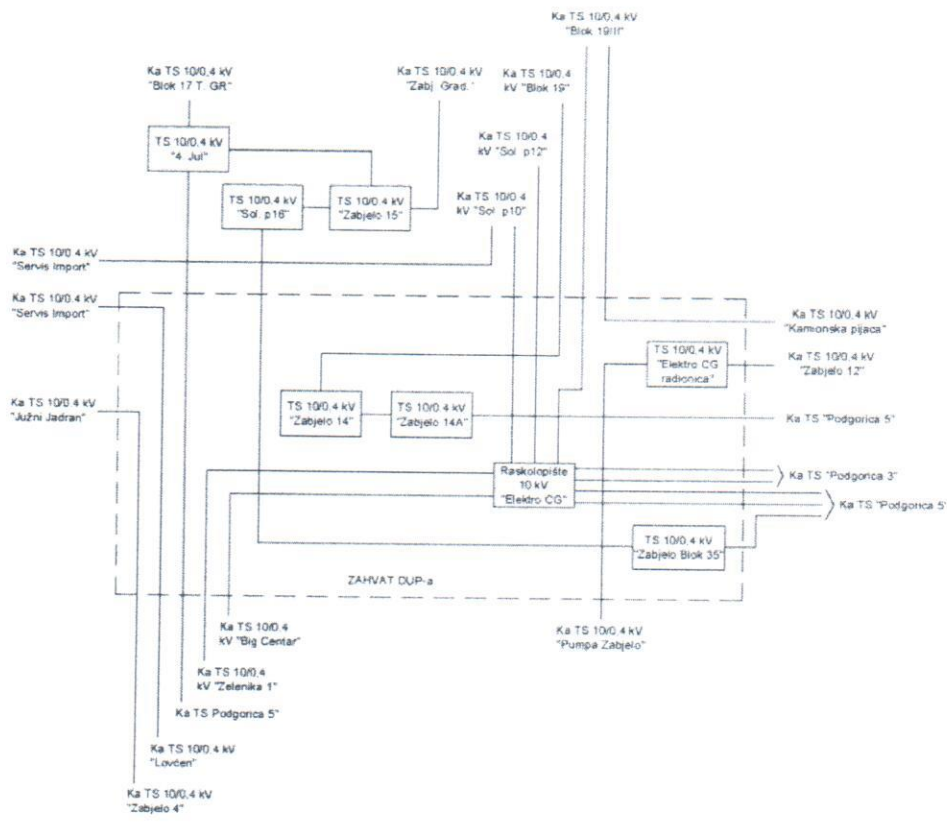 Ka TS 10/0,4 kV
"Blok 19III"
Ka TS 10/0,4 kV
"Blok 17 T. GR"
Ka TS 10/0,4 kV
"Zabj. Grad."
Ka TS 10/0,4
kV "Blok 19"
TS 10/0,4 kV
"4. Jul"
Ka TS 10/0,4
kV "Sol. p12"
TS 10/0,4 kV
"Sol. p16"
TS 10/0,4 kV
"Zabjelo 15"
Ka TS 10/0,4
kV "Sol. p10"
Ka TS 10/0,4 kV
"Servis Import"
Ka TS 10/0,4 kV
"Servis Import"
Ka TS 10/0,4 kV
"Kamionska pijaca"
TS 10/0,4 kV
"Elektro CG
radionica"
Ka TS 10/0,4 kV
"Zabjelo 12"
Ka TS 10/0,4 kV
"Južni Jadran"
TS 10/0,4 kV
"Zabjelo 14"
TS 10/0,4 kV
"Zabjelo 14A"
Ka TS "Podgorica 5"
Raskolopište
10 kV
"Elektro CG"
Ka TS "Podgorica 3"
Ka TS "Podgorica 5"
TS 10/0,4 kV
"Zabjelo Blok 35"
ZAHVAT DUP-a
Ka TS 10/0,4
kV "Big Centar"
Ka TS 10/0,4 kV
"Pumpa Zabjelo"
Ka TS 10/0,4
kV "Zelenika 1"
Ka TS Podgorica 5"
Ka TS 10/0,4 kV
"Lovćen"
Ka TS 10/0,4 kV
"Zabjelo 4"